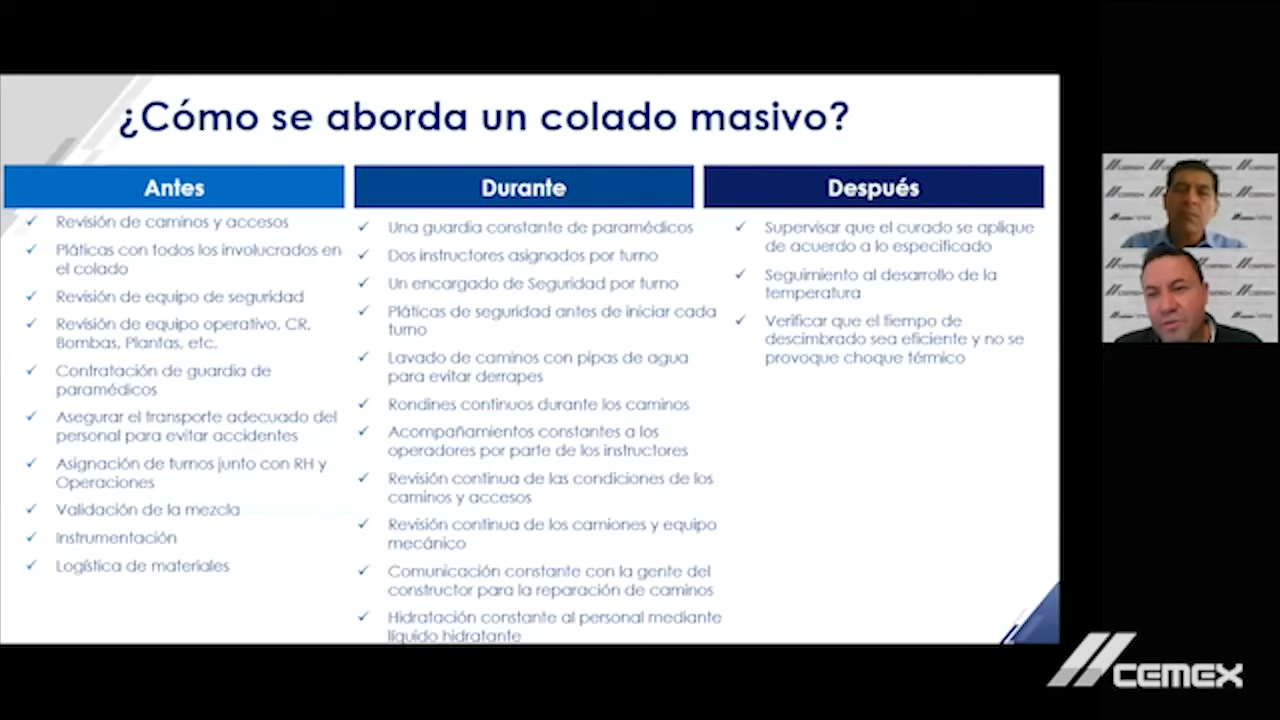 ¿Cómo se aborda un colado masivo?
Antes
Revisión de caminos y accesos
Pláticas con todos los involucrados en
el colado
Revisión de equipo de seguridad
Revisión de equipo operativo, CR,
Bombas, Plantas, etc.
Contratación de guardia de
paramédicos
Asegurar el transporte adecuado del
personal para evitar accidentes
Asignación de turnos junto con RH y
Operaciones
Validación de la mezcla
Instrumentación
Logística de materiales
Durante
Una guardia constante de paramédicos
Dos instructores asignados por turno
Un encargado de Seguridad por turno
Pláticas de seguridad antes de iniciar cada
turno
Lavado de caminos con pipas de agua
para evitar derrapes
Rondines continuos durante los caminos
Acompañamientos constantes a los
operadores por parte de los instructores
Revisión continua de las condiciones de los
caminos y accesos
Revisión continua de los camiones y equipo
mecánico
Comunicación constante con la gente del
constructor para la reparación de caminos
Hidratación constante al personal mediante
líquido hidratante
Después
Supervisar que el curado se aplique
de acuerdo a lo especificado
Seguimiento al desarrollo de la
temperatura
Verificar que el tiempo de
descimbrado sea eficiente y no se
provoque choque térmico
CEMEX